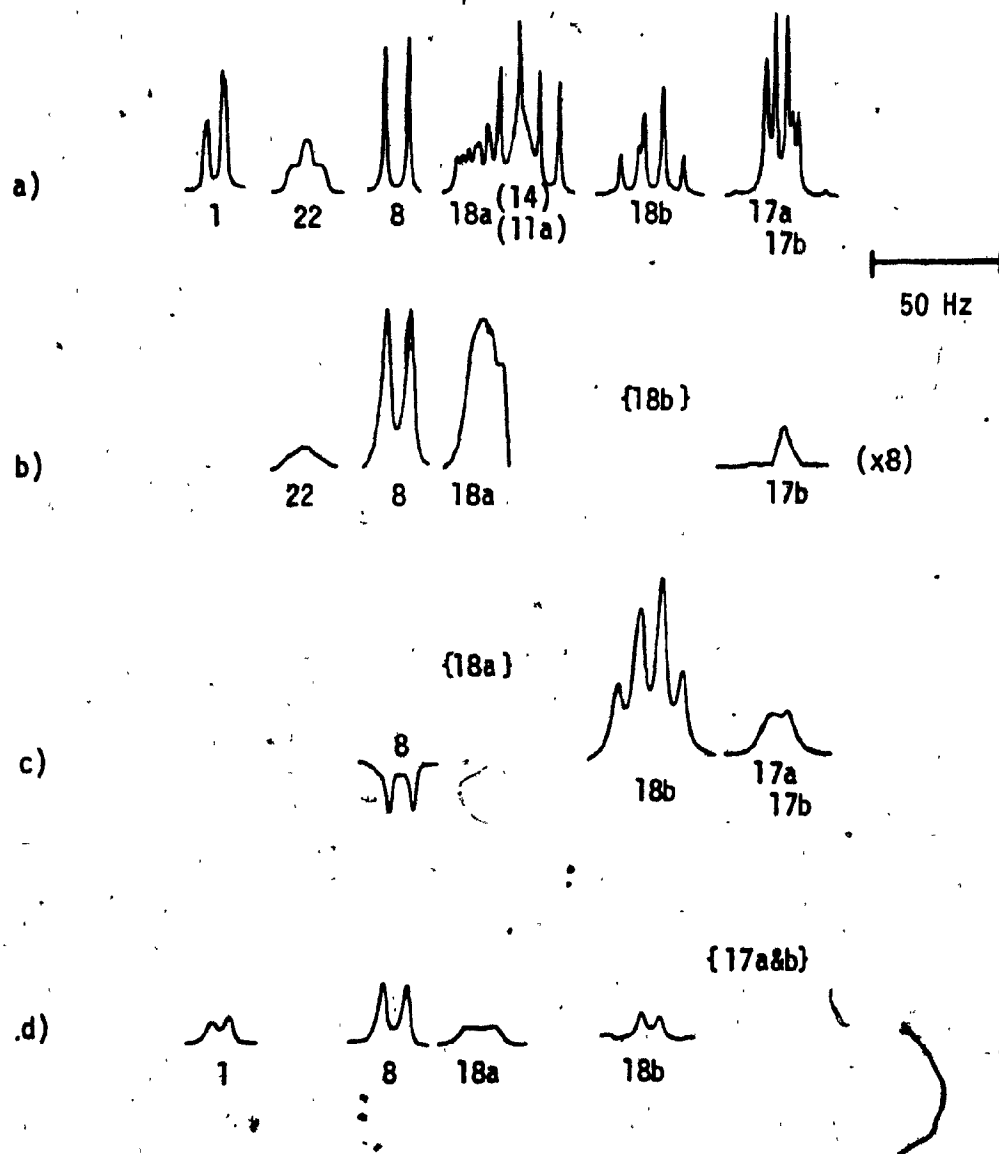 a)
1 22 8 18a (14) 18b 17a
(11a) 17b
50 Hz
{18b}
b)
22 8 18a 17b (x8)
{18a}
c)
8
18b 17a
17b
{17a&b}
d)
1 8 18a 18b